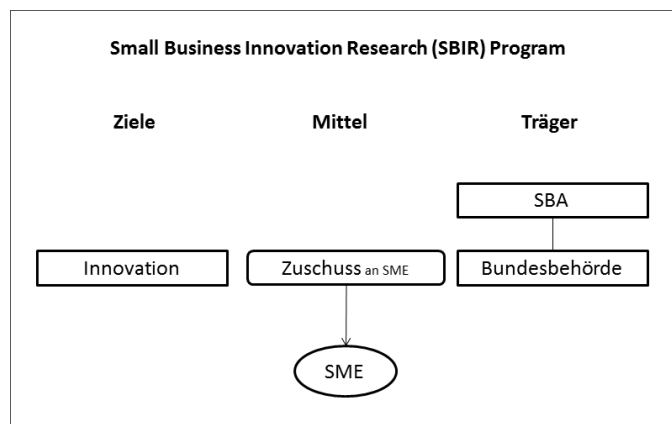 Small Business Innovation Research (SBIR) Program
Ziele Mittel Träger
SBA
Innovation Zuschuss an SME Bundesbehörde
SME